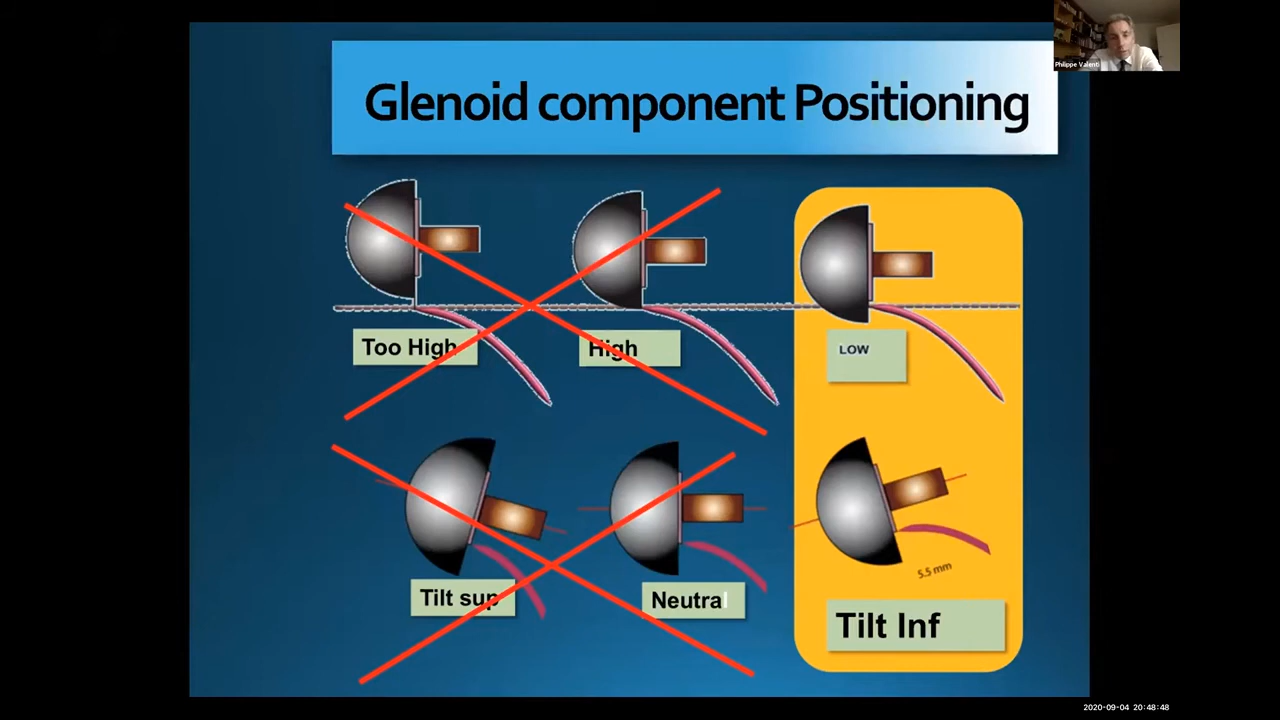 Philippe Valenti
Glenoid component Positioning
Too High
High
LOW
Tilt sup
Neutral
5.5 mm
Tilt Inf
2020-09-04 20:48:48